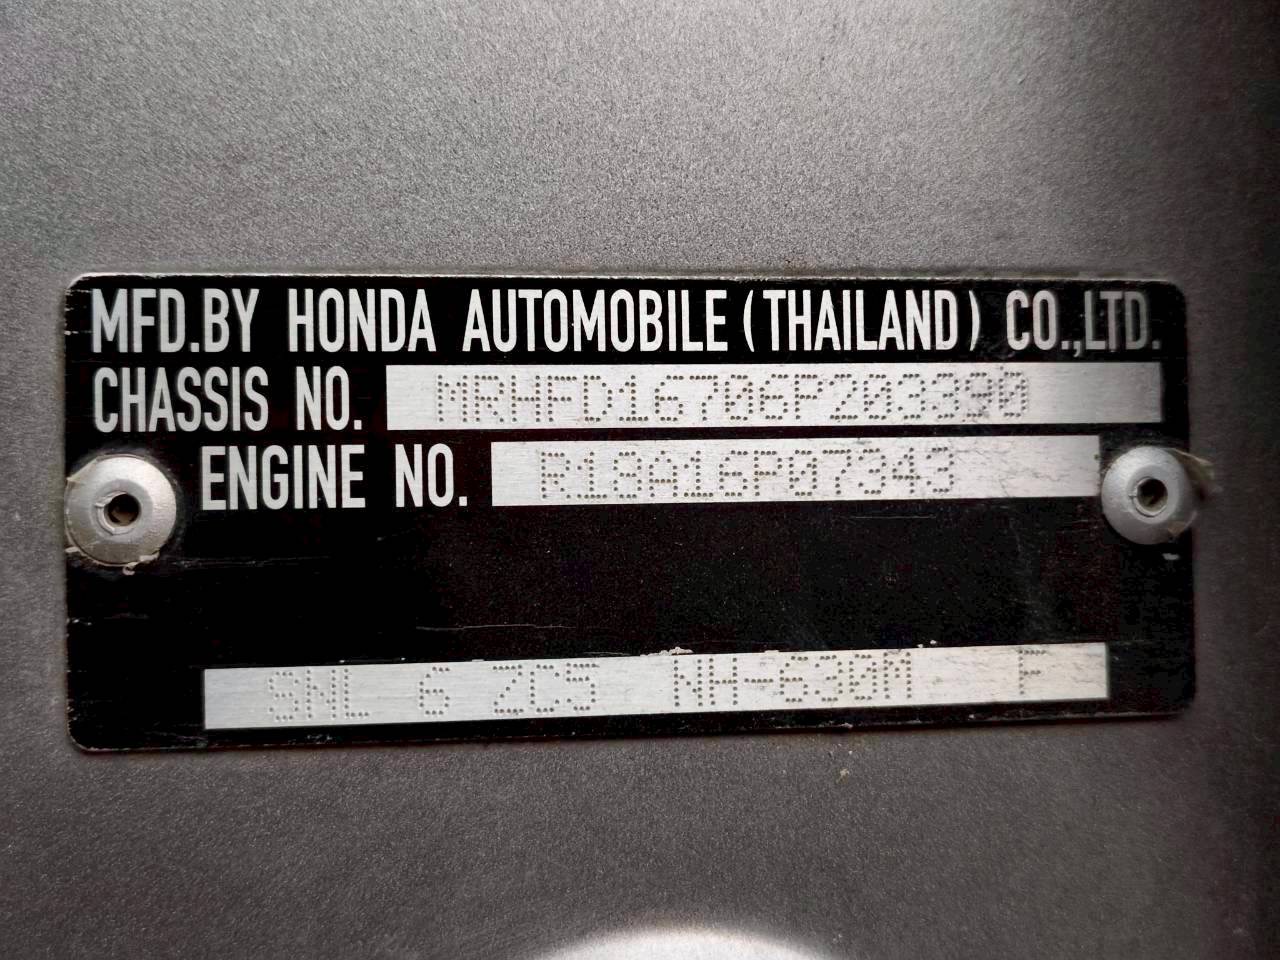 MFD.BY HONDA AUTOMOBILE (THAILAND) CO.,LTD.
CHASSIS NO. MRHFD16706P203390
ENGINE NO. R18A16P07343
SNL 6 ZC5 NH-630M F